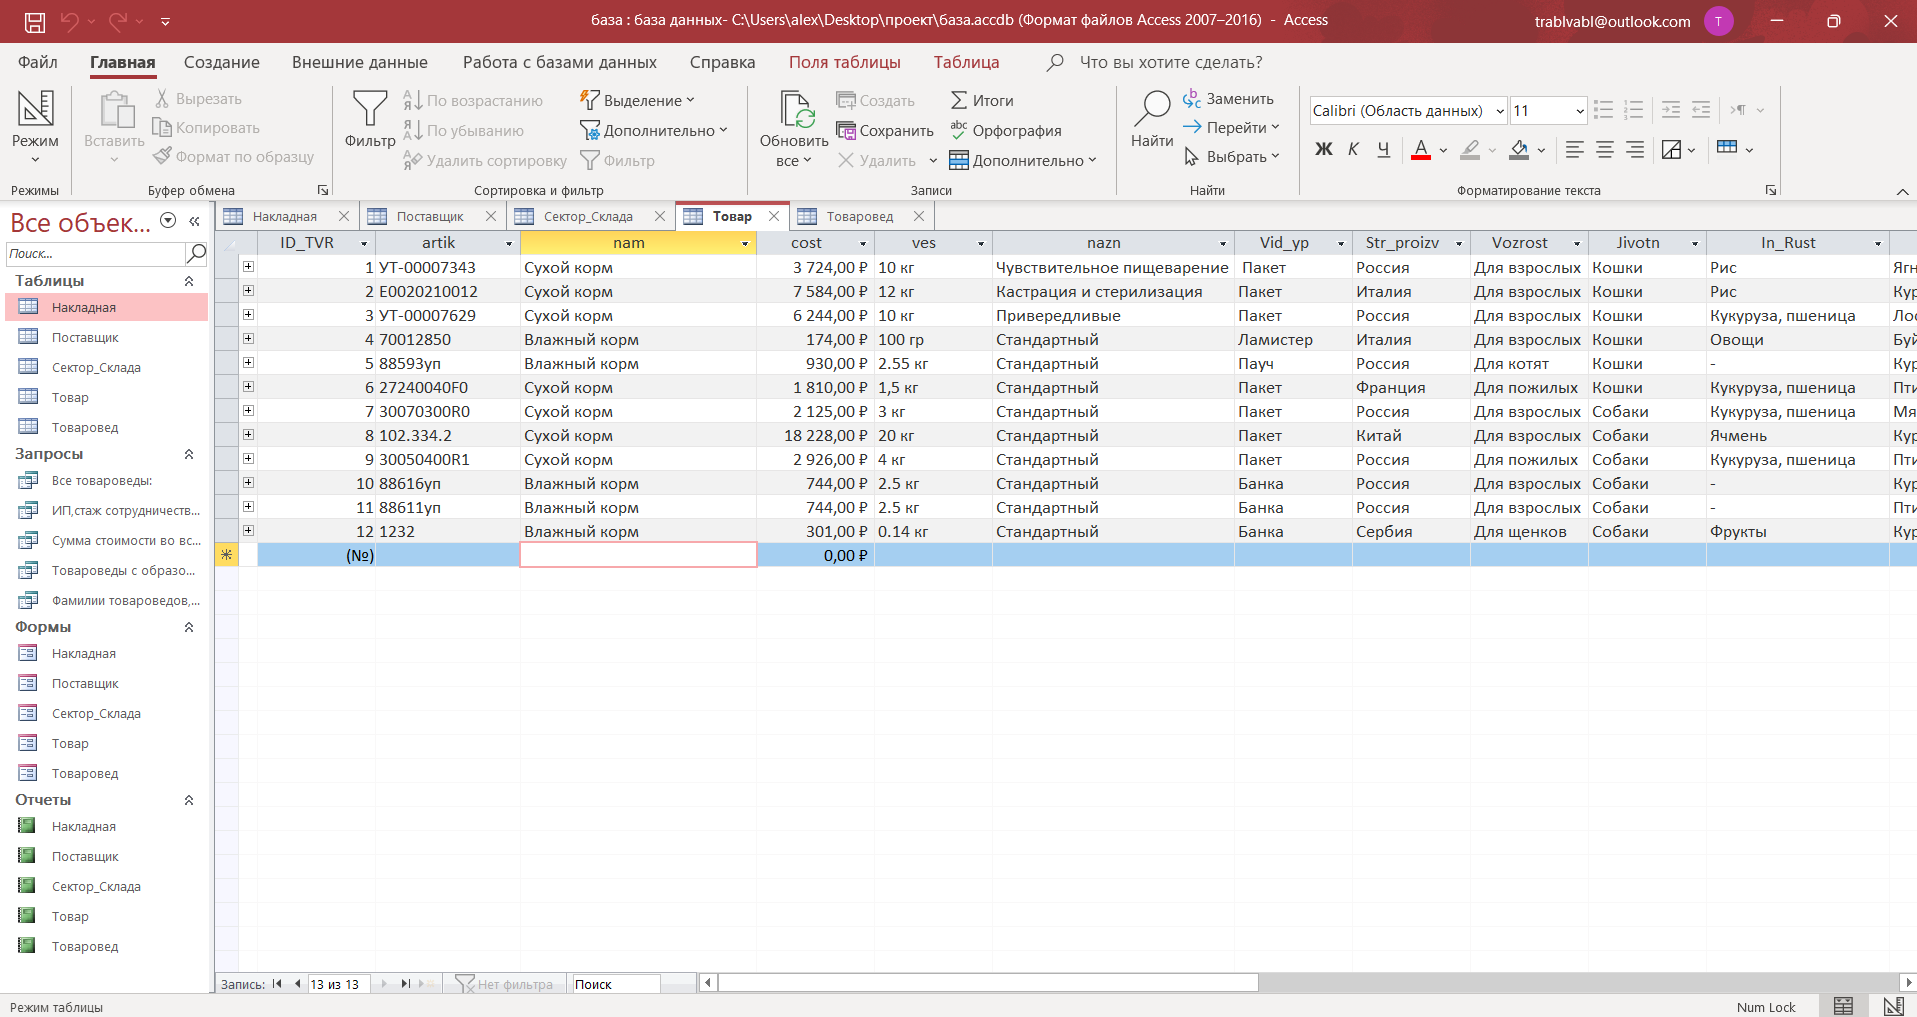 база : база данных- C:\Users\alex\Desktop\проект\база.accdb (Формат файлов Access 2007–2016) - Access
trablvabl@outlook.com
T
Файл Главная Создание Внешние данные Работа с базами данных Справка Поля таблицы Таблица Что вы хотите сделать?
Режим
Режимы
Вставить
Вырезать
Копировать
Формат по образцу
Буфер обмена
Фильтр
По возрастанию
По убыванию
Удалить сортировку
Выделение
Дополнительно
Фильтр
Сортировка и фильтр
Обновить
все
Создать
Сохранить
Удалить
Итоги
Орфография
Дополнительно
Записи
Найти
Заменить
Перейти
Выбрать
Найти
Calibri (Область данных) 11
Ж К Ч А
Форматирование текста
Все объек...
Поиск...
Таблицы
Накладная
Поставщик
Сектор_Склада
Товар
Товаровед
Запросы
Все товароведы:
ИП,стаж сотрудничеств...
Сумма стоимости во вс...
Товароведы с образо...
Фамилии товароведов,...
Формы
Накладная
Поставщик
Сектор_Склада
Товар
Товаровед
Отчеты
Накладная
Поставщик
Сектор_Склада
Товар
Товаровед
Накладная Поставщик Сектор_Склада Товар Товаровед
ID_TVR artik nam cost ves nazn Vid_yp Str_proizv Vozrost Jivotn In_Rust
1 УТ-00007343 Сухой корм 3 724,00 ₽ 10 кг Чувствительное пищеварение Пакет Россия Для взрослых Кошки Рис Ягн
2 E0020210012 Сухой корм 7 584,00 ₽ 12 кг Кастрация и стерилизация Пакет Италия Для взрослых Кошки Рис Кур
3 УТ-00007629 Сухой корм 6 244,00 ₽ 10 кг Привередливые Пакет Россия Для взрослых Кошки Кукуруза, пшеница Лос
4 70012850 Влажный корм 174,00 ₽ 100 гр Стандартный Ламистер Италия Для взрослых Кошки Овощи Буй
5 88593уп Влажный корм 930,00 ₽ 2.55 кг Стандартный Пауч Россия Для котят Кошки - Кур
6 27240040F0 Сухой корм 1 810,00 ₽ 1,5 кг Стандартный Пакет Франция Для пожилых Кошки Кукуруза, пшеница Пти
7 30070300R0 Сухой корм 2 125,00 ₽ 3 кг Стандартный Пакет Россия Для взрослых Собаки Кукуруза, пшеница Мя
8 102.334.2 Сухой корм 18 228,00 ₽ 20 кг Стандартный Пакет Китай Для взрослых Собаки Ячмень Кур
9 30050400R1 Сухой корм 2 926,00 ₽ 4 кг Стандартный Пакет Россия Для пожилых Собаки Кукуруза, пшеница Пти
10 88616уп Влажный корм 744,00 ₽ 2.5 кг Стандартный Банка Россия Для взрослых Собаки - Кур
11 88611уп Влажный корм 744,00 ₽ 2.5 кг Стандартный Банка Россия Для взрослых Собаки - Пти
12 1232 Влажный корм 301,00 ₽ 0.14 кг Стандартный Банка Сербия Для щенков Собаки Фрукты Кур
(№) 0,00 ₽
Запись: 13 из 13 Нет фильтра Поиск
Режим таблицы
Num Lock